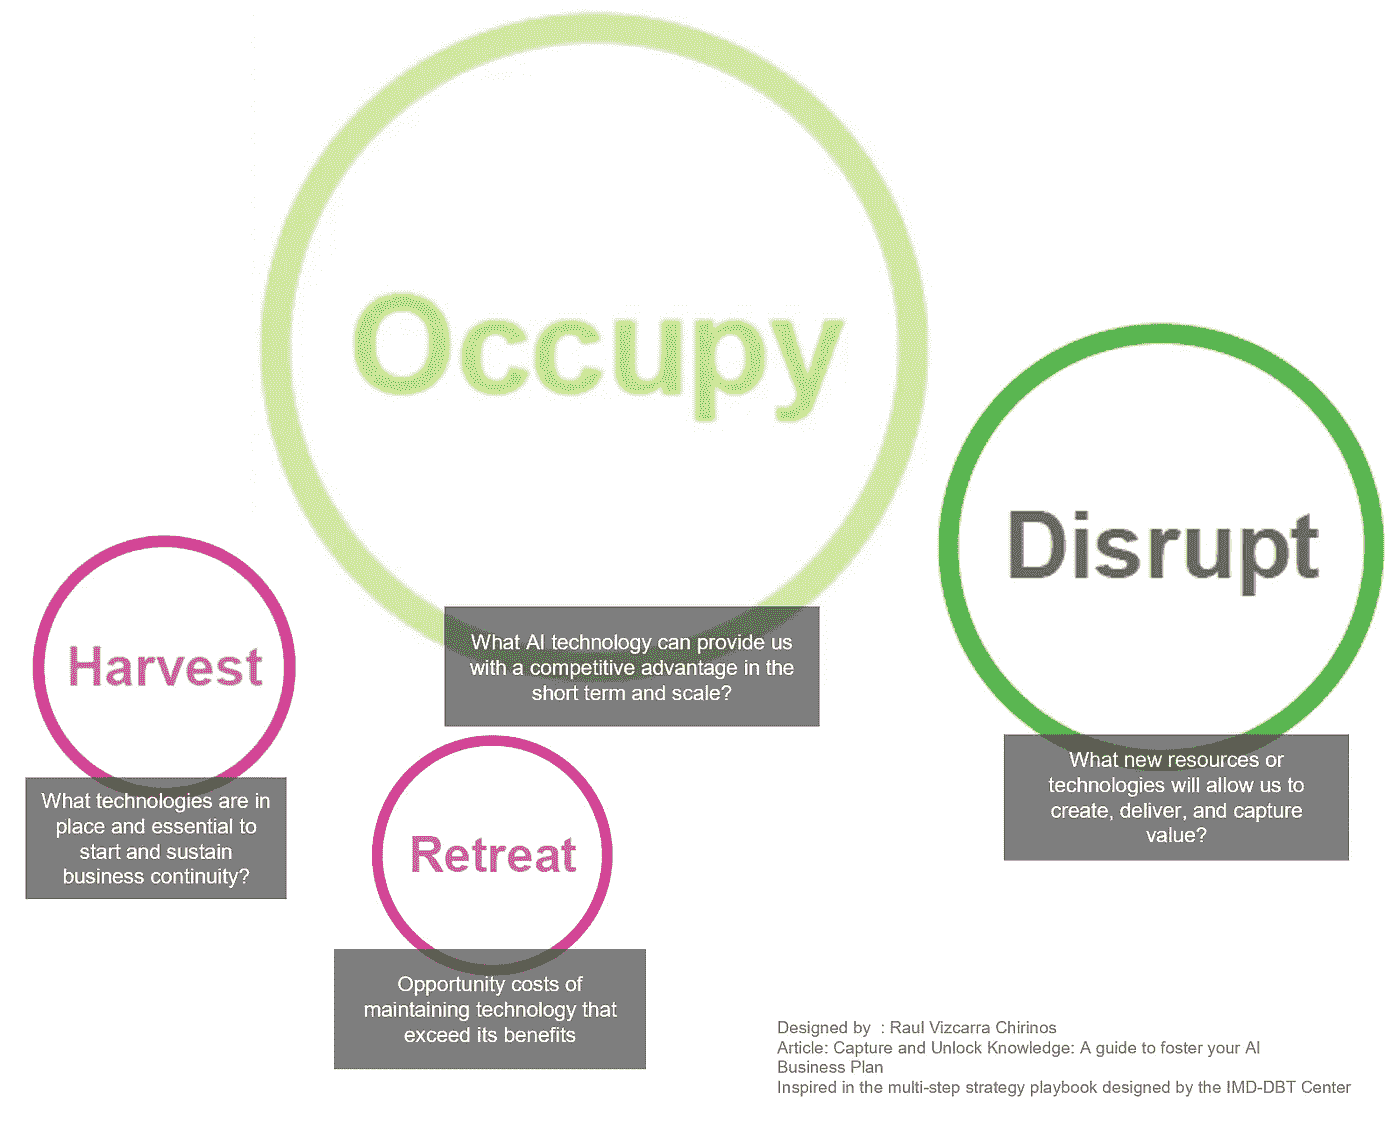 Occupy
What AI technology can provide us
with a competitive advantage in the
short term and scale?
Disrupt
What new resources or
technologies will allow us to
create, deliver, and capture
value?
Harvest
What technologies are in
place and essential to
start and sustain
business continuity?
Retreat
Opportunity costs of
maintaining technology that
exceed its benefits
Designed by  : Raul Vizcarra Chirinos
Article: Capture and Unlock Knowledge: A guide to foster your AI
Business Plan
Inspired in the multi-step strategy playbook designed by the IMD-DBT Center